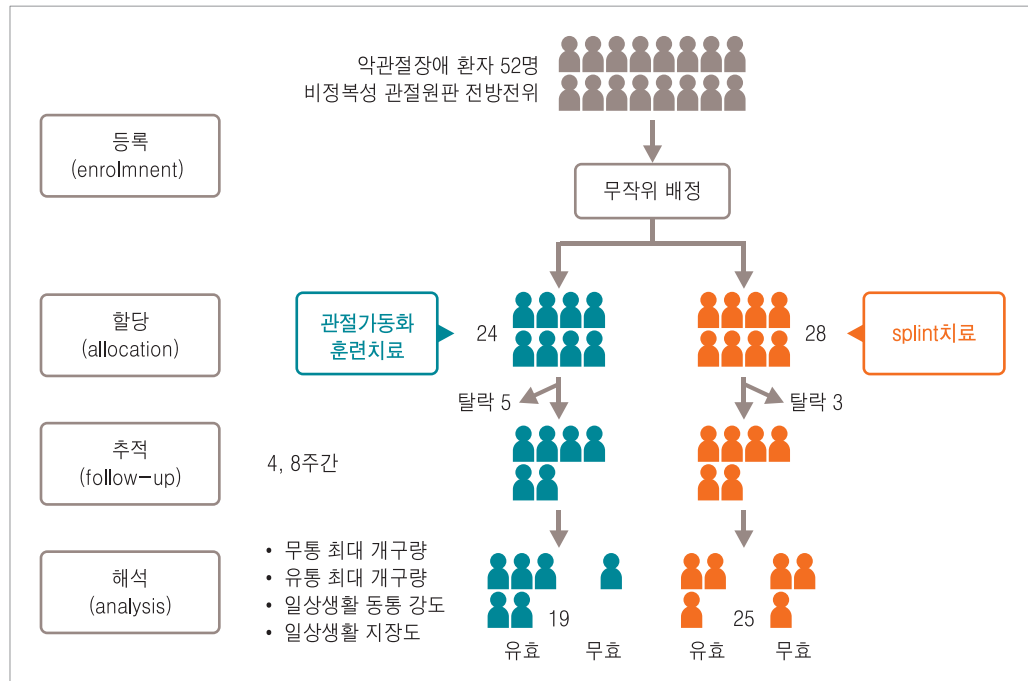 악관절장애 환자 52명
비정복성 관절원판 전방전위
등록
(enrolmnent)
무작위 배정
할당
(allocation)
관절가동화
훈련치료
24
28
splint치료
탈락 5
탈락 3
추적
(follow-up)
4, 8주간
해석
(analysis)
• 무통 최대 개구량
• 유통 최대 개구량
• 일상생활 동통 강도
• 일상생활 지장도
19
25
유효
무효
유효
무효